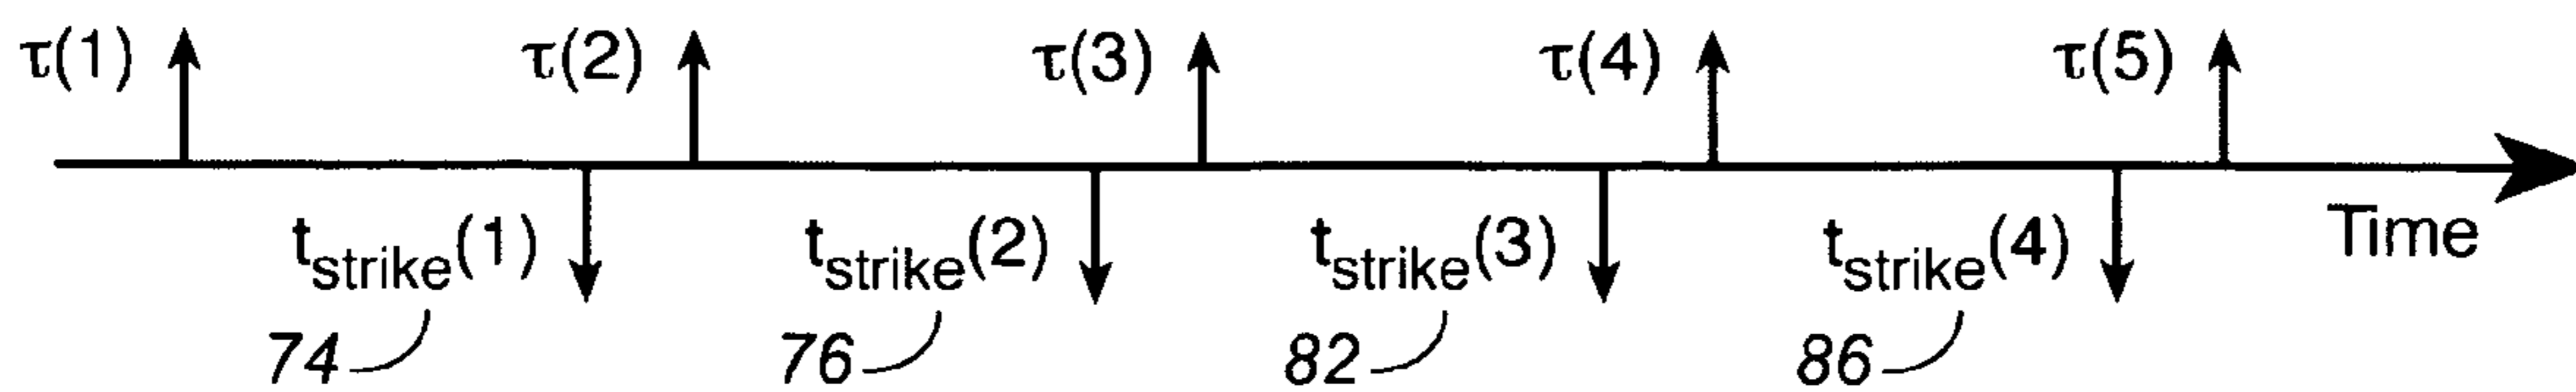 τ(1) τ(2) τ(3) τ(4) τ(5)
t_strike(1) t_strike(2) t_strike(3) t_strike(4) Time
74 76 82 86